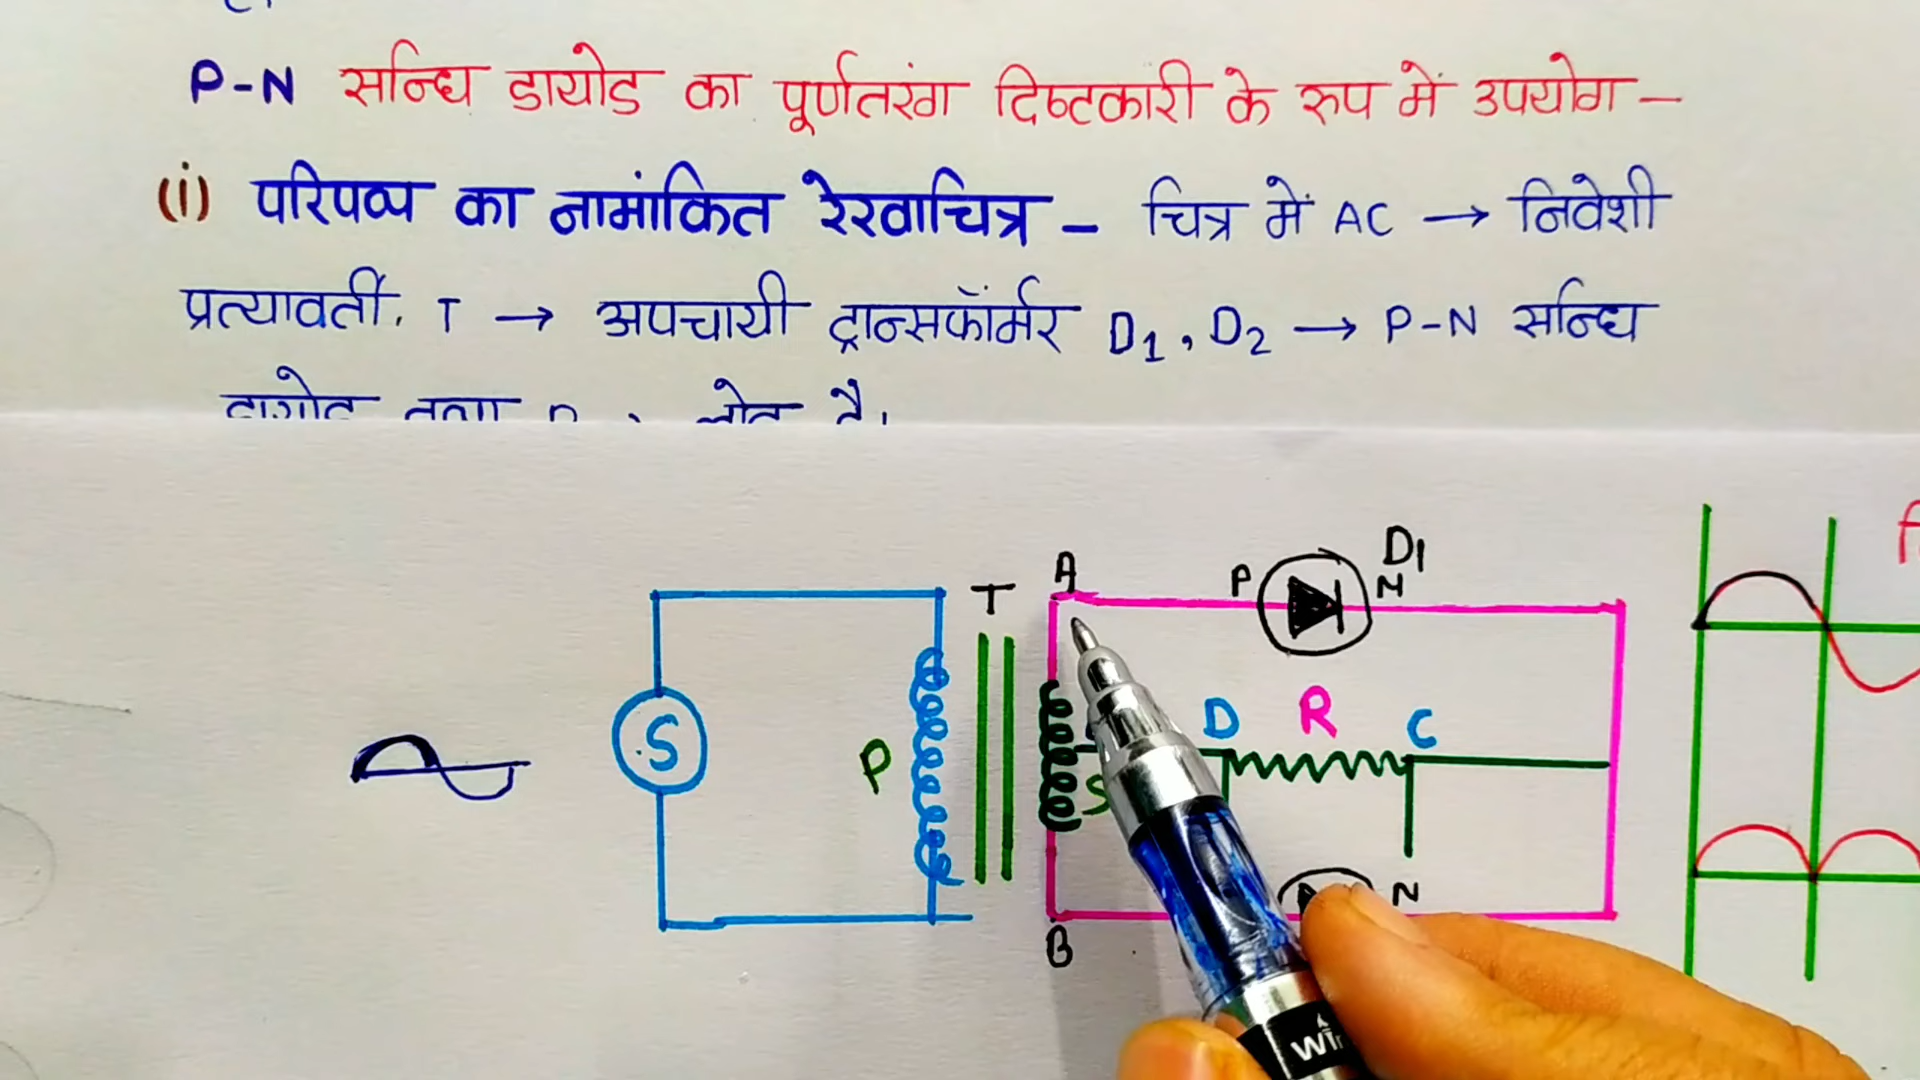 P-N सन्धि डायोड का पूर्णतरंग दिष्टकारी के रुप में उपयोग —
(i) परिपथ का नामांकित रेखाचित्र – चित्र में AC → निवेशी
प्रत्यावर्ती, T → अपचायी ट्रान्सफॉर्मर D1, D2 → P-N सन्धि
A
T
P
D1
N
S
P
S
D
R
C
N
B